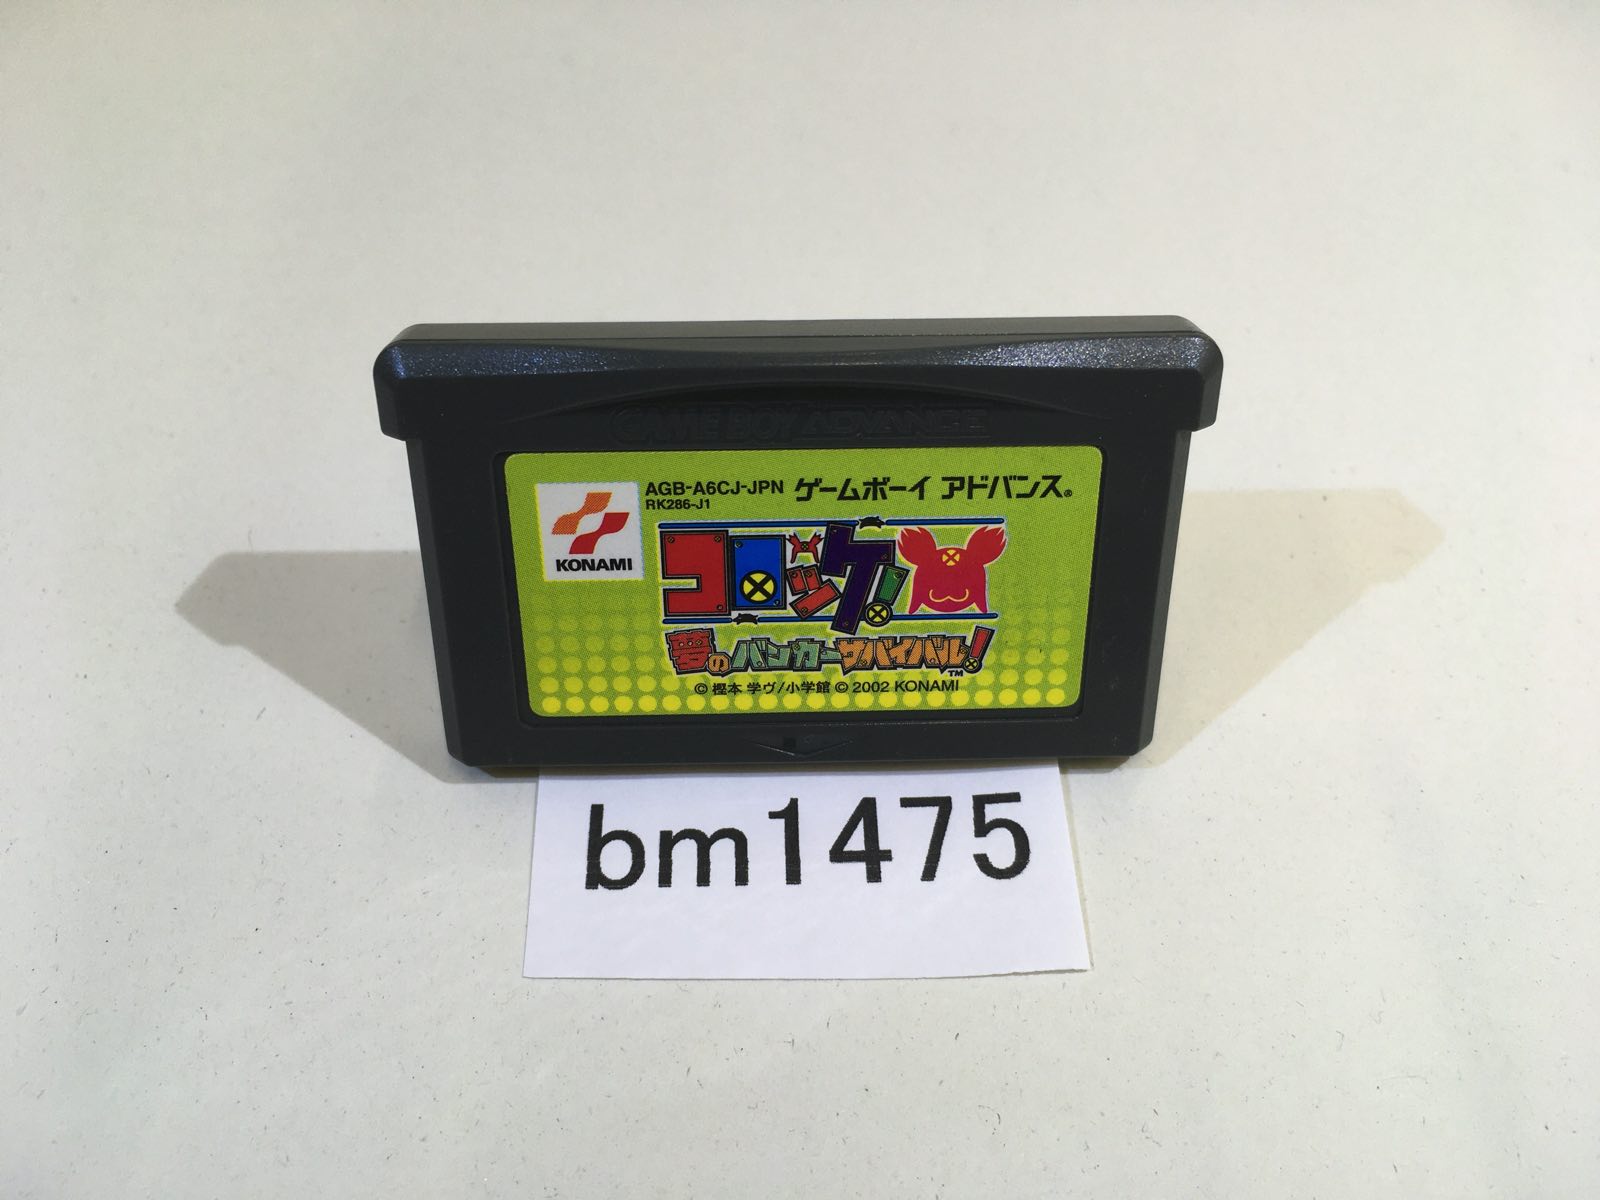 GAME BOY ADVANCE
KONAMI
AGB-A6CJ-JPN ゲームボーイ アドバンス®
RK286-J1
コロッケ!
夢のバンカーサバイバル!™
© 樫本 学ヴ/小学館 © 2002 KONAMI
bm1475